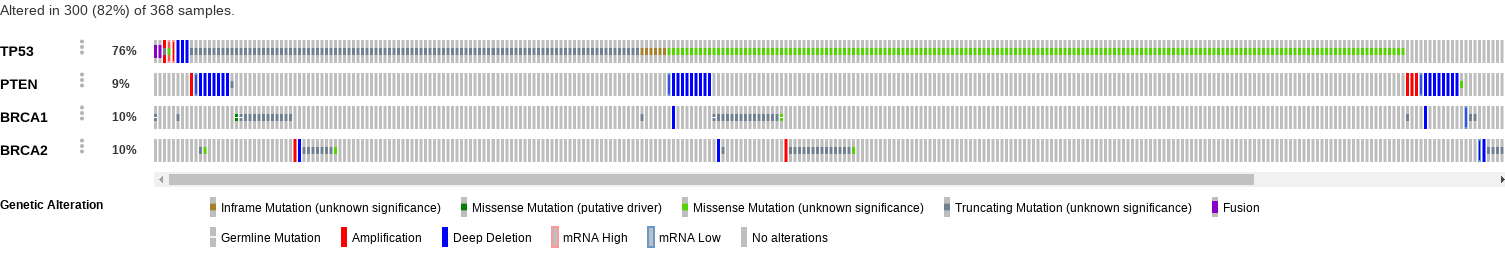 Altered in 300 (82%) of 368 samples.
TP53 76%
PTEN 9%
BRCA1 10%
BRCA2 10%
Genetic Alteration Inframe Mutation (unknown significance) Missense Mutation (putative driver) Missense Mutation (unknown significance) Truncating Mutation (unknown significance) Fusion
Germline Mutation Amplification Deep Deletion mRNA High mRNA Low No alterations